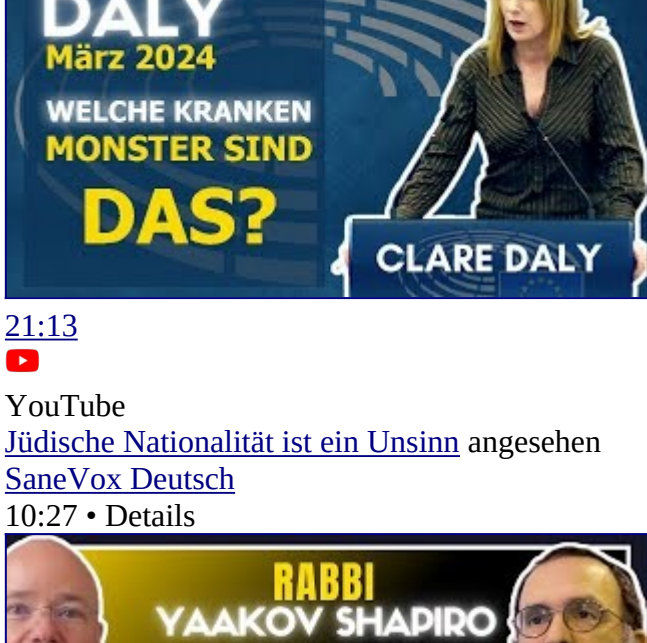 DALY
März 2024
WELCHE KRANKEN
MONSTER SIND
DAS?
CLARE DALY
21:13
YouTube
Jüdische Nationalität ist ein Unsinn angesehen
SaneVox Deutsch
10:27 • Details
RABBI
YAAKOV SHAPIRO